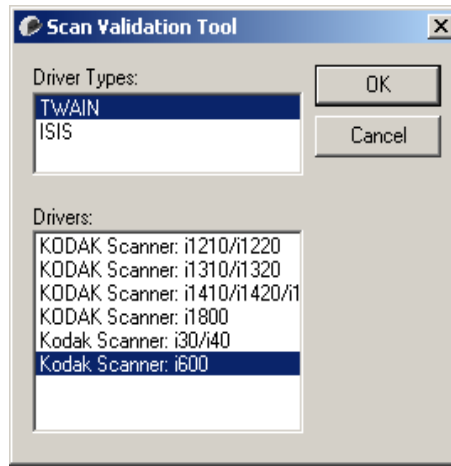 Scan Validation Tool
Driver Types:
TWAIN
ISIS
OK
Cancel
Drivers:
KODAK Scanner: i1210/i1220
KODAK Scanner: i1310/i1320
KODAK Scanner: i1410/i1420/i1
KODAK Scanner: i1800
Kodak Scanner: i30/i40
Kodak Scanner: i600